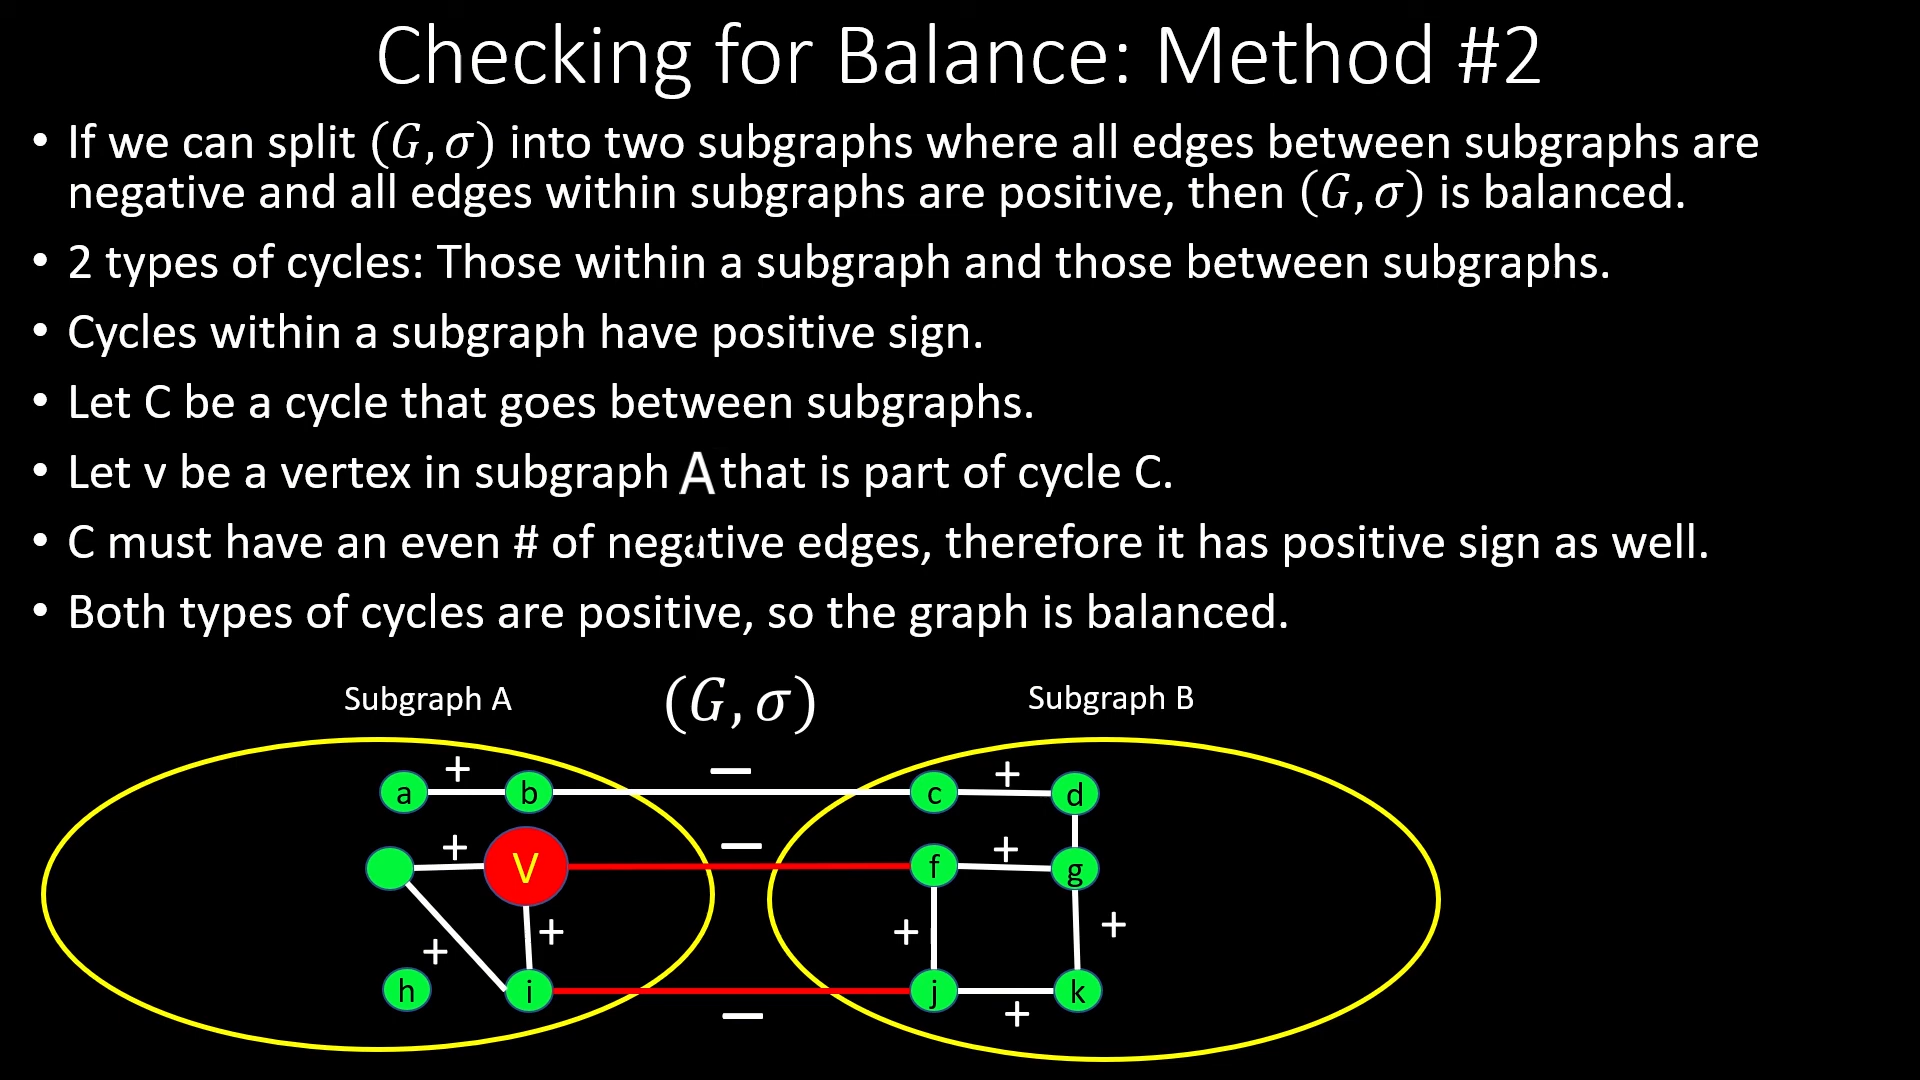 Checking for Balance: Method #2
• If we can split (G, σ) into two subgraphs where all edges between subgraphs are
negative and all edges within subgraphs are positive, then (G, σ) is balanced.
• 2 types of cycles: Those within a subgraph and those between subgraphs.
• Cycles within a subgraph have positive sign.
• Let C be a cycle that goes between subgraphs.
• Let v be a vertex in subgraph A that is part of cycle C.
• C must have an even # of negative edges, therefore it has positive sign as well.
• Both types of cycles are positive, so the graph is balanced.
Subgraph A (G, σ) Subgraph B
+ − +
a b c d
+ − +
V f g
+ + + +
h i j k
− +